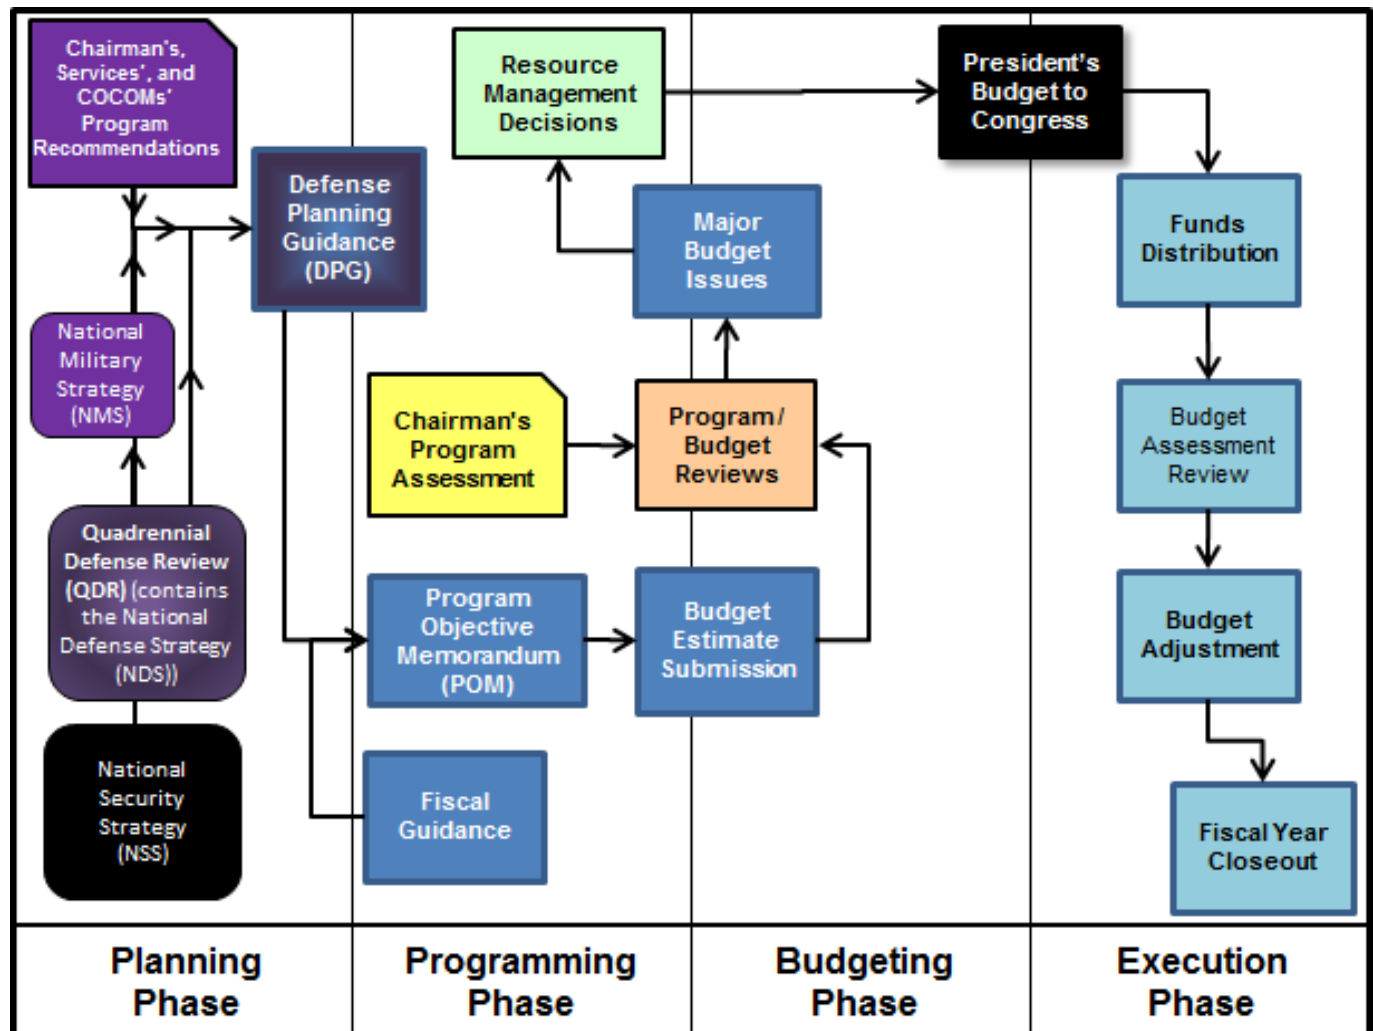 Chairman's,
Services', and
COCOMs'
Program
Recommendations
Defense
Planning
Guidance
(DPG)
National
Military
Strategy
(NMS)
Quadrennial
Defense Review
(QDR) (contains
the National
Defense Strategy
(NDS))
National
Security
Strategy
(NSS)
Resource
Management
Decisions
Major
Budget
Issues
Chairman's
Program
Assessment
Program/
Budget
Reviews
Program
Objective
Memorandum
(POM)
Budget
Estimate
Submission
Fiscal
Guidance
President's
Budget to
Congress
Funds
Distribution
Budget
Assessment
Review
Budget
Adjustment
Fiscal Year
Closeout
Planning
Phase
Programming
Phase
Budgeting
Phase
Execution
Phase